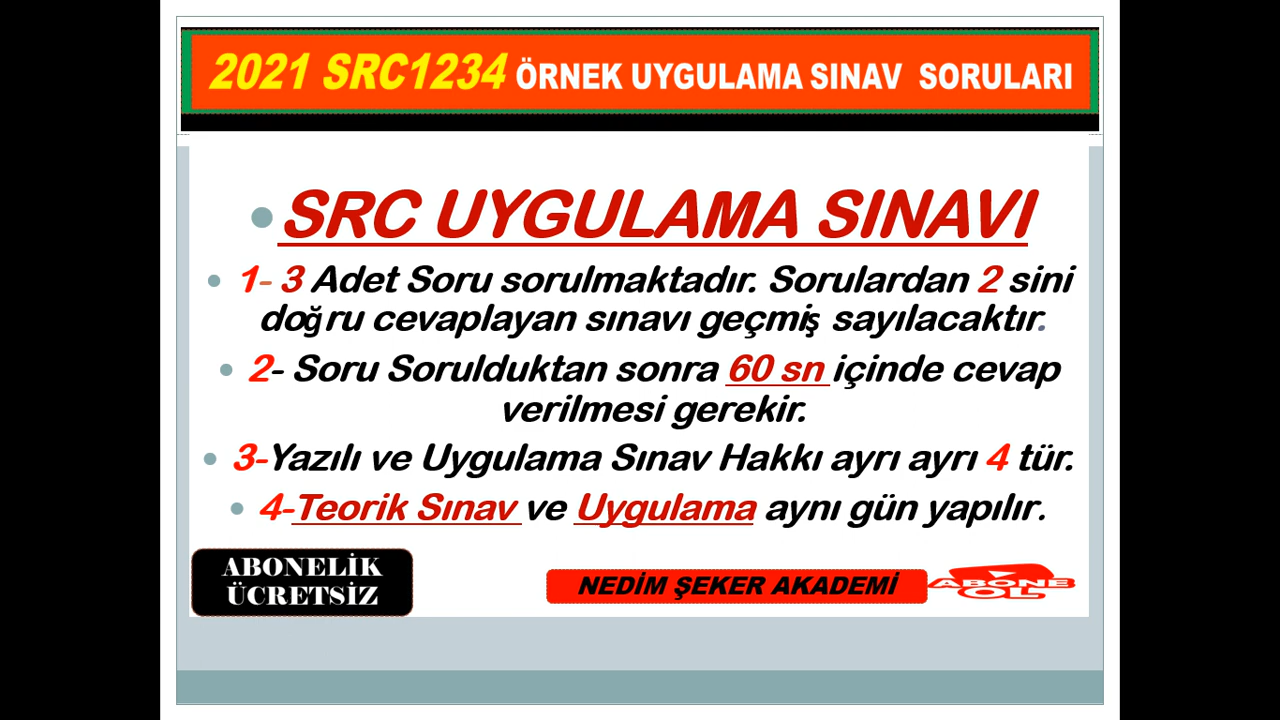 2021 SRC1234 ÖRNEK UYGULAMA SINAV SORULARI
SRC UYGULAMA SINAVI
1- 3 Adet Soru sorulmaktadır. Sorulardan 2 sini
doğru cevaplayan sınavı geçmiş sayılacaktır.
2- Soru Sorulduktan sonra 60 sn içinde cevap
verilmesi gerekir.
3-Yazılı ve Uygulama Sınav Hakkı ayrı ayrı 4 tür.
4-Teorik Sınav ve Uygulama aynı gün yapılır.
ABONELİK
ÜCRETSİZ
NEDİM ŞEKER AKADEMİ
ABONE
OL